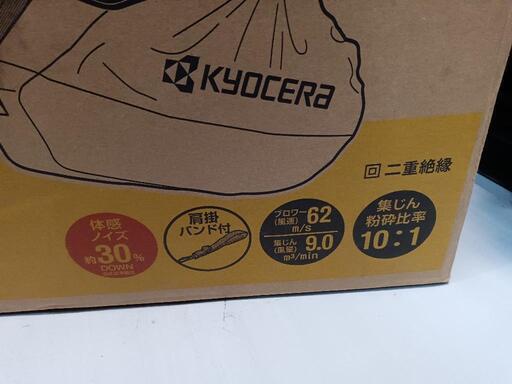 KYOCERA
回 二重絶縁
体感
ノイズ
約30%
DOWN
肩掛
バンド付
ブロワー
(風速)
62
m/s
集じん
(風量)
9.0
m³/min
集じん
粉砕比率
10:1